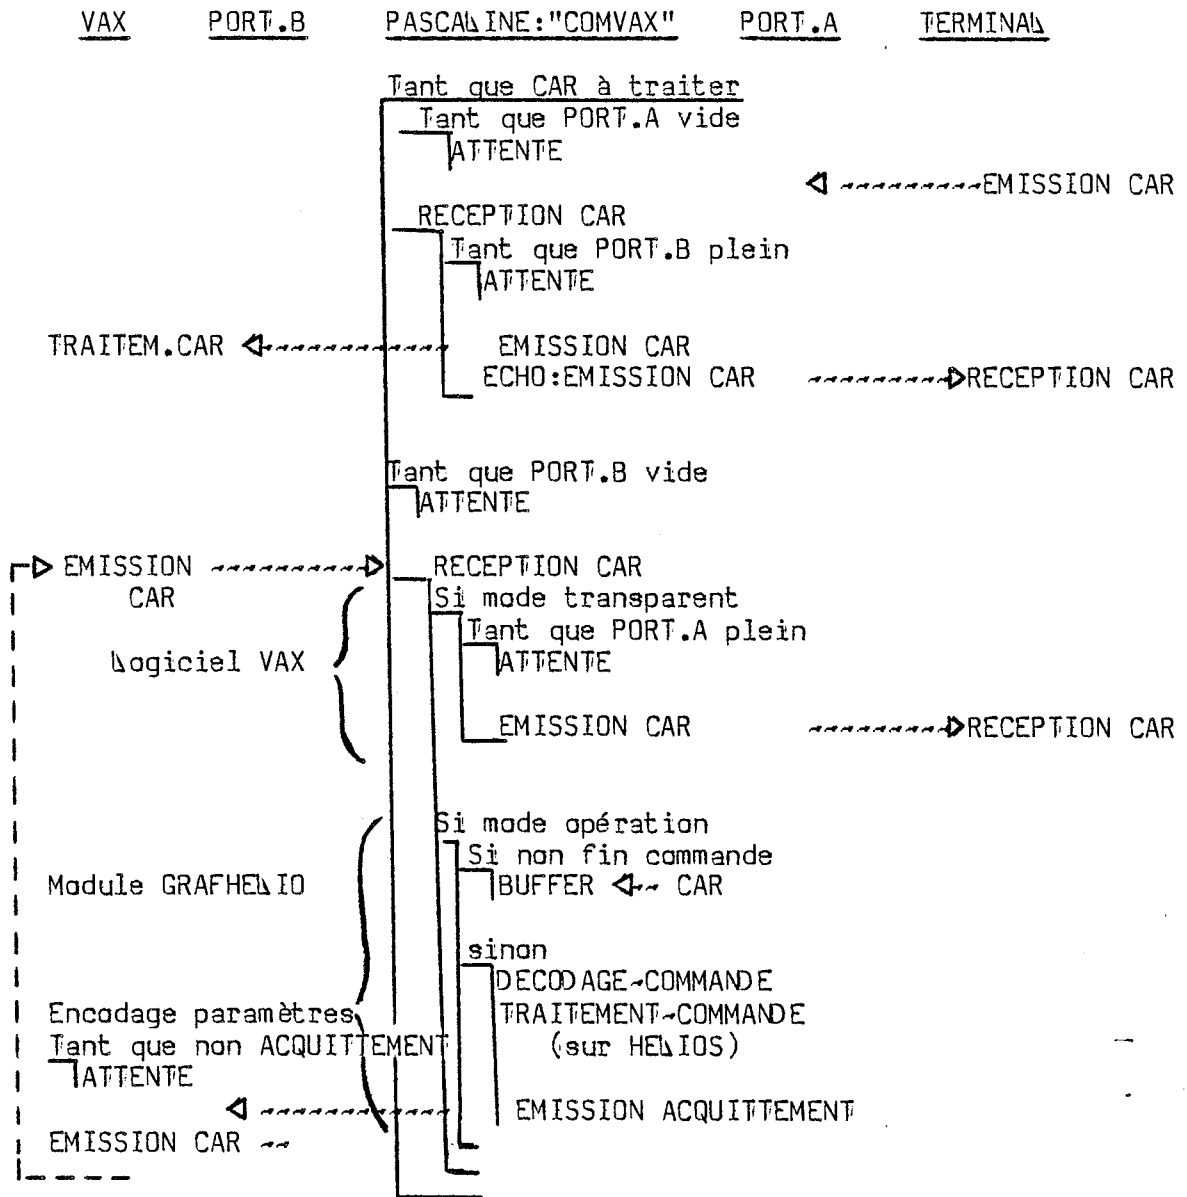 VAX PORT.B PASCALINE:"COMVAX" PORT.A TERMINAL
Tant que CAR à traiter
Tant que PORT.A vide
ATTENTE
EMISSION CAR
RECEPTION CAR
Tant que PORT.B plein
ATTENTE
TRAITEM.CAR EMISSION CAR
ECHO:EMISSION CAR RECEPTION CAR
Tant que PORT.B vide
ATTENTE
EMISSION RECEPTION CAR
CAR Si mode transparent
Tant que PORT.A plein
Logiciel VAX ATTENTE
EMISSION CAR RECEPTION CAR
Si mode opération
Si non fin commande
Module GRAFHELIO BUFFER CAR
sinon
DECODAGE-COMMANDE
Encodage paramètres TRAITEMENT-COMMANDE
Tant que non ACQUITTEMENT (sur HELIOS)
ATTENTE
EMISSION ACQUITTEMENT
EMISSION CAR